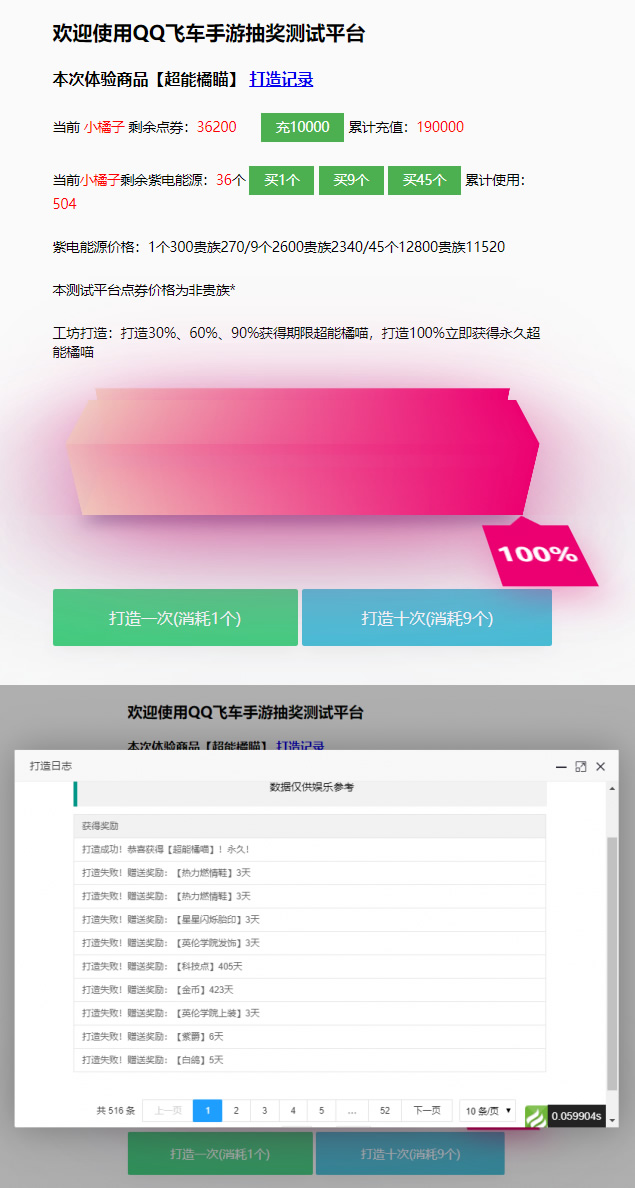 欢迎使用QQ飞车手游抽奖测试平台
本次体验商品【超能橘瞄】 打造记录
当前 小橘子 剩余点券：36200 充10000 累计充值：190000
当前小橘子剩余紫电能源：36个 买1个 买9个 买45个 累计使用：
504
紫电能源价格：1个300贵族270/9个2600贵族2340/45个12800贵族11520
本测试平台点券价格为非贵族*
工坊打造：打造30%、60%、90%获得期限超能橘喵，打造100%立即获得永久超
能橘喵
100%
打造一次(消耗1个) 打造十次(消耗9个)
欢迎使用QQ飞车手游抽奖测试平台
本次体验商品【超能橘瞄】 打造记录
打造日志
数据仅供娱乐参考
获得奖励
打造成功！恭喜获得【超能橘喵】！永久！
打造失败！赠送奖励：【热力燃情鞋】3天
打造失败！赠送奖励：【热力燃情鞋】3天
打造失败！赠送奖励：【星星闪烁胎印】3天
打造失败！赠送奖励：【英伦学院发饰】3天
打造失败！赠送奖励：【科技点】405天
打造失败！赠送奖励：【金币】423天
打造失败！赠送奖励：【英伦学院上装】3天
打造失败！赠送奖励：【紫爵】6天
打造失败！赠送奖励：【白鸽】5天
共 516 条 上一页 1 2 3 4 5 ... 52 下一页 10 条/页 0.059904s
打造一次(消耗1个) 打造十次(消耗9个)